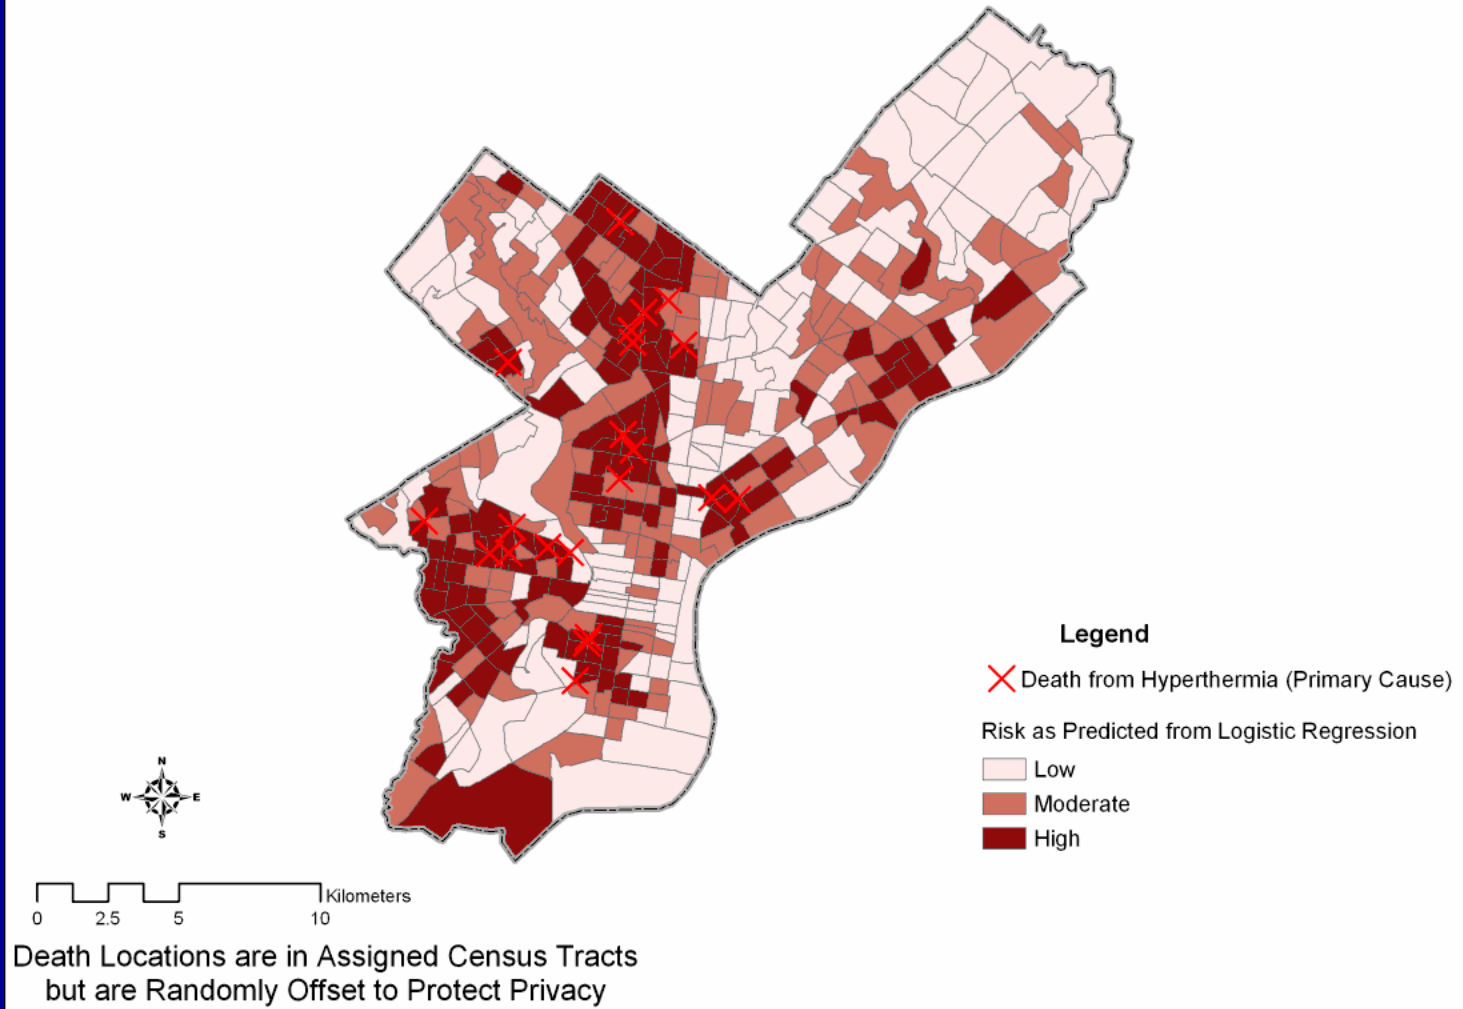 Legend
Death from Hyperthermia (Primary Cause)
Risk as Predicted from Logistic Regression
Low
Moderate
High
N
W E
S
Kilometers
0 2.5 5 10
Death Locations are in Assigned Census Tracts
but are Randomly Offset to Protect Privacy